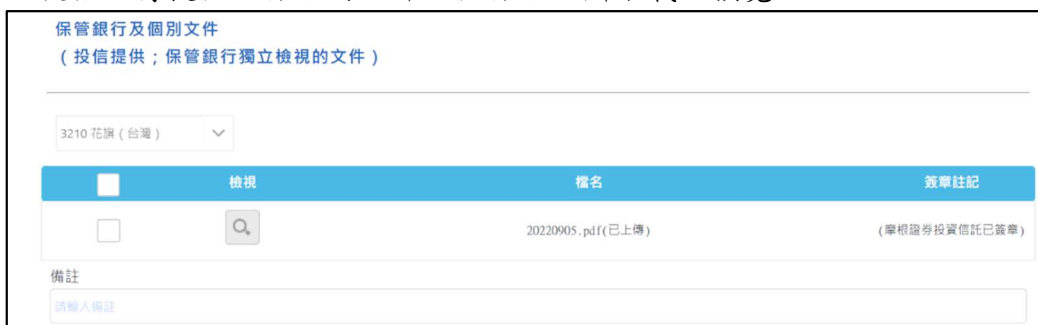 保管銀行及個別文件
(投信提供;保管銀行獨立檢視的文件)
3210 花旗(台灣)
檢視 檔名 簽章註記
20220905.pdf(已上傳) (摩根證券投資信託已簽章)
備註
請輸入備註